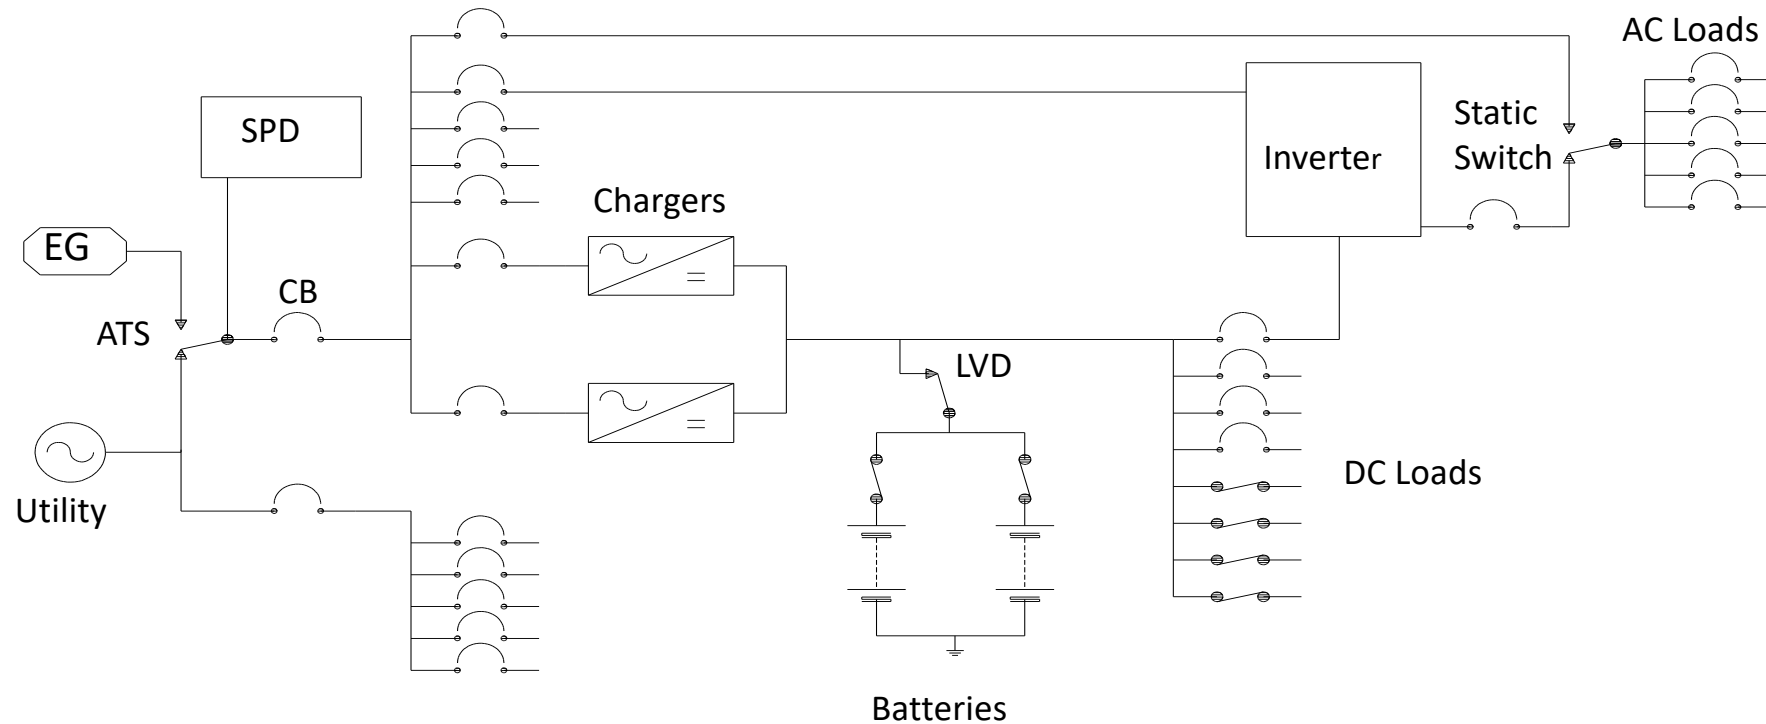 AC Loads
SPD
Static
Switch
Inverter
Chargers
EG
CB
ATS
LVD
DC Loads
Utility
Batteries